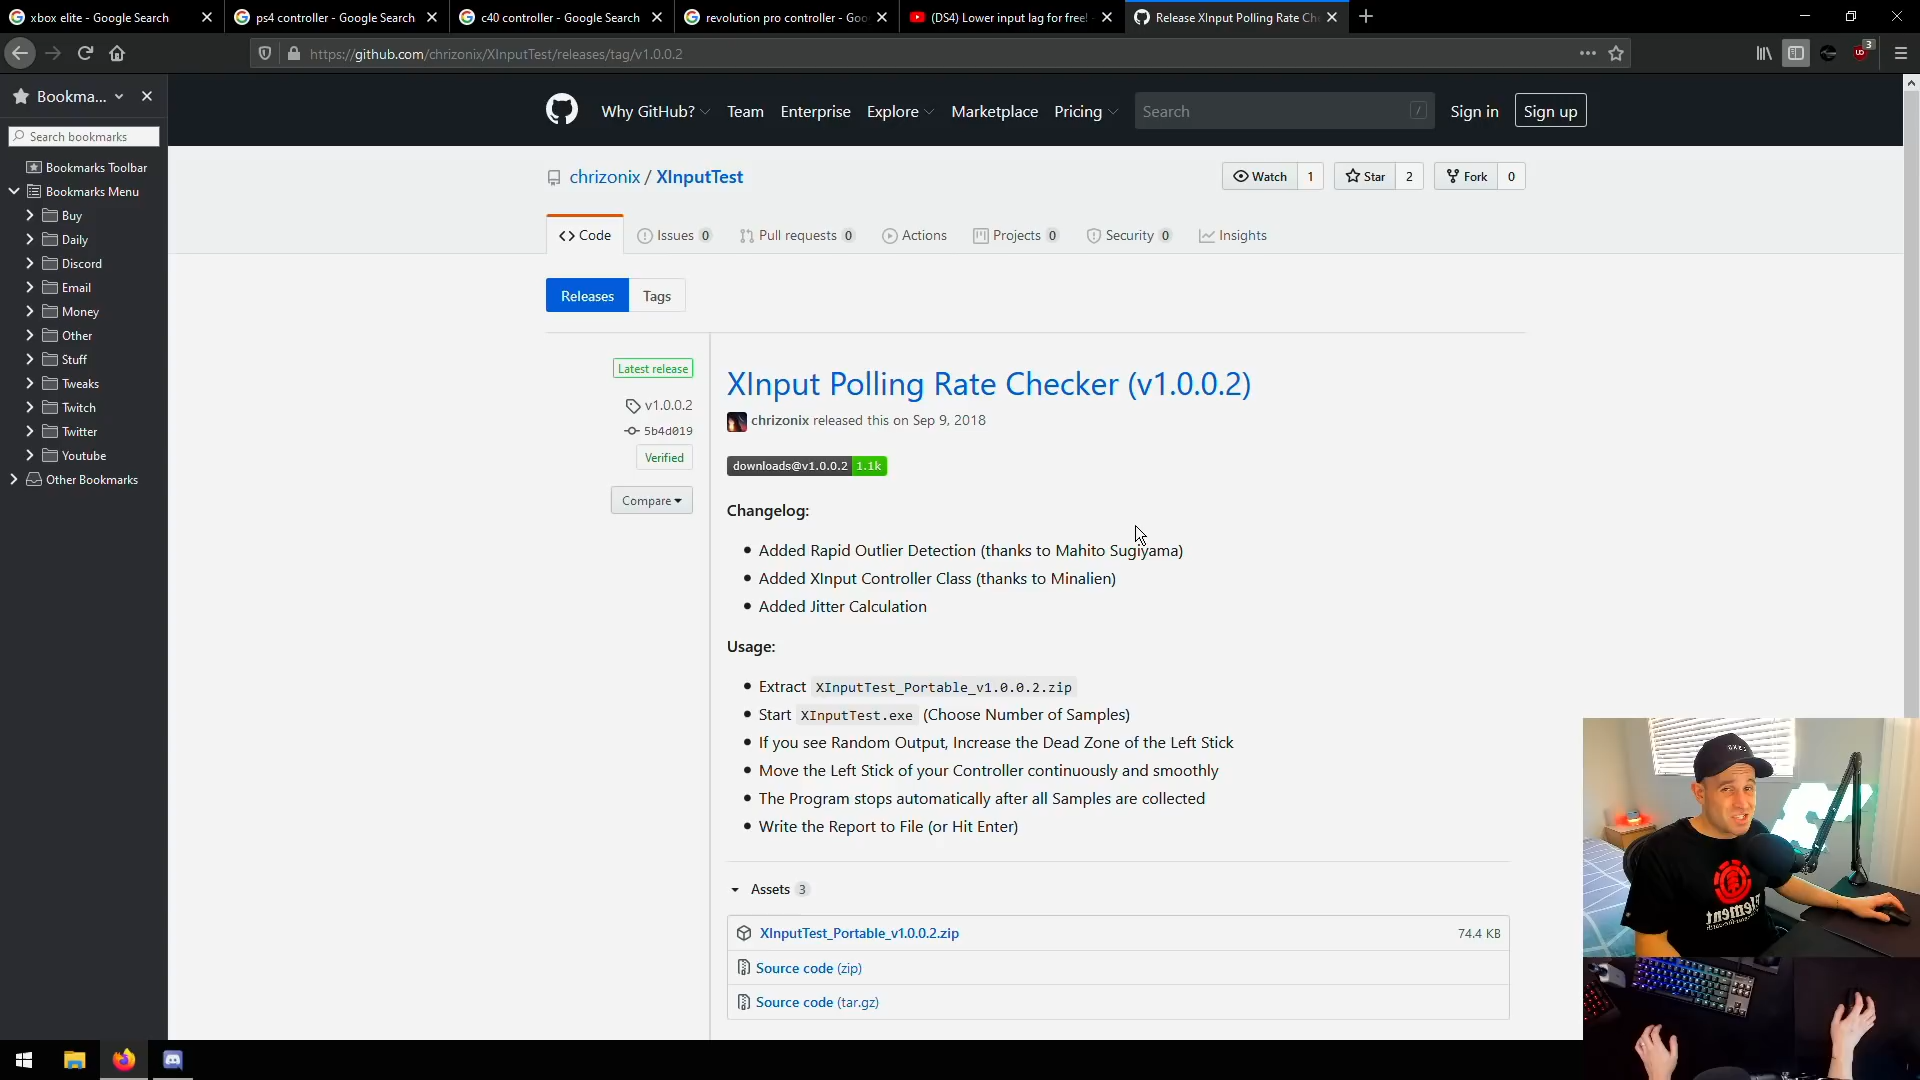 xbox elite - Google Search
ps4 controller - Google Search
c40 controller - Google Search
revolution pro controller - Goo
(DS4) Lower input lag for free!
Release XInput Polling Rate Ch
https://github.com/chrizonix/XInputTest/releases/tag/v1.0.0.2
3
Bookma...
Search bookmarks
Bookmarks Toolbar
Bookmarks Menu
Buy
Daily
Discord
Email
Money
Other
Stuff
Tweaks
Twitch
Twitter
Youtube
Other Bookmarks
Why GitHub? Team Enterprise Explore Marketplace Pricing
Search /
Sign in Sign up
chrizonix / XInputTest
Watch 1 Star 2 Fork 0
Code Issues 0 Pull requests 0 Actions Projects 0 Security 0 Insights
Releases Tags
Latest release
v1.0.0.2
5b4d019
Verified
Compare
XInput Polling Rate Checker (v1.0.0.2)
chrizonix released this on Sep 9, 2018
downloads@v1.0.0.2 1.1k
Changelog:
Added Rapid Outlier Detection (thanks to Mahito Sugiyama)
Added XInput Controller Class (thanks to Minalien)
Added Jitter Calculation
Usage:
Extract XInputTest_Portable_v1.0.0.2.zip
Start XInputTest.exe (Choose Number of Samples)
If you see Random Output, Increase the Dead Zone of the Left Stick
Move the Left Stick of your Controller continuously and smoothly
The Program stops automatically after all Samples are collected
Write the Report to File (or Hit Enter)
Assets 3
XInputTest_Portable_v1.0.0.2.zip 74.4 KB
Source code (zip)
Source code (tar.gz)
element